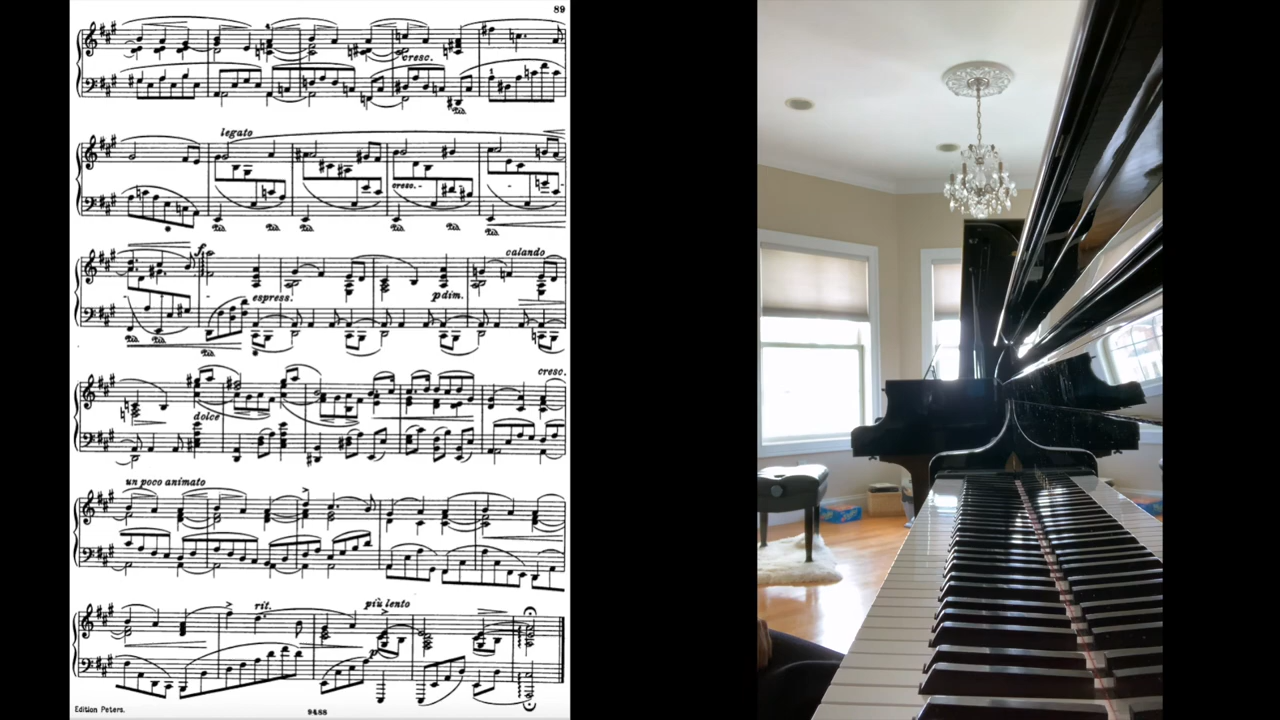 89
cresc.
legato
cresc. -
f
calando
espress.
p dim.
cresc.
dolce
un poco animato
rit.
più lento
p
Edition Peters.
9488